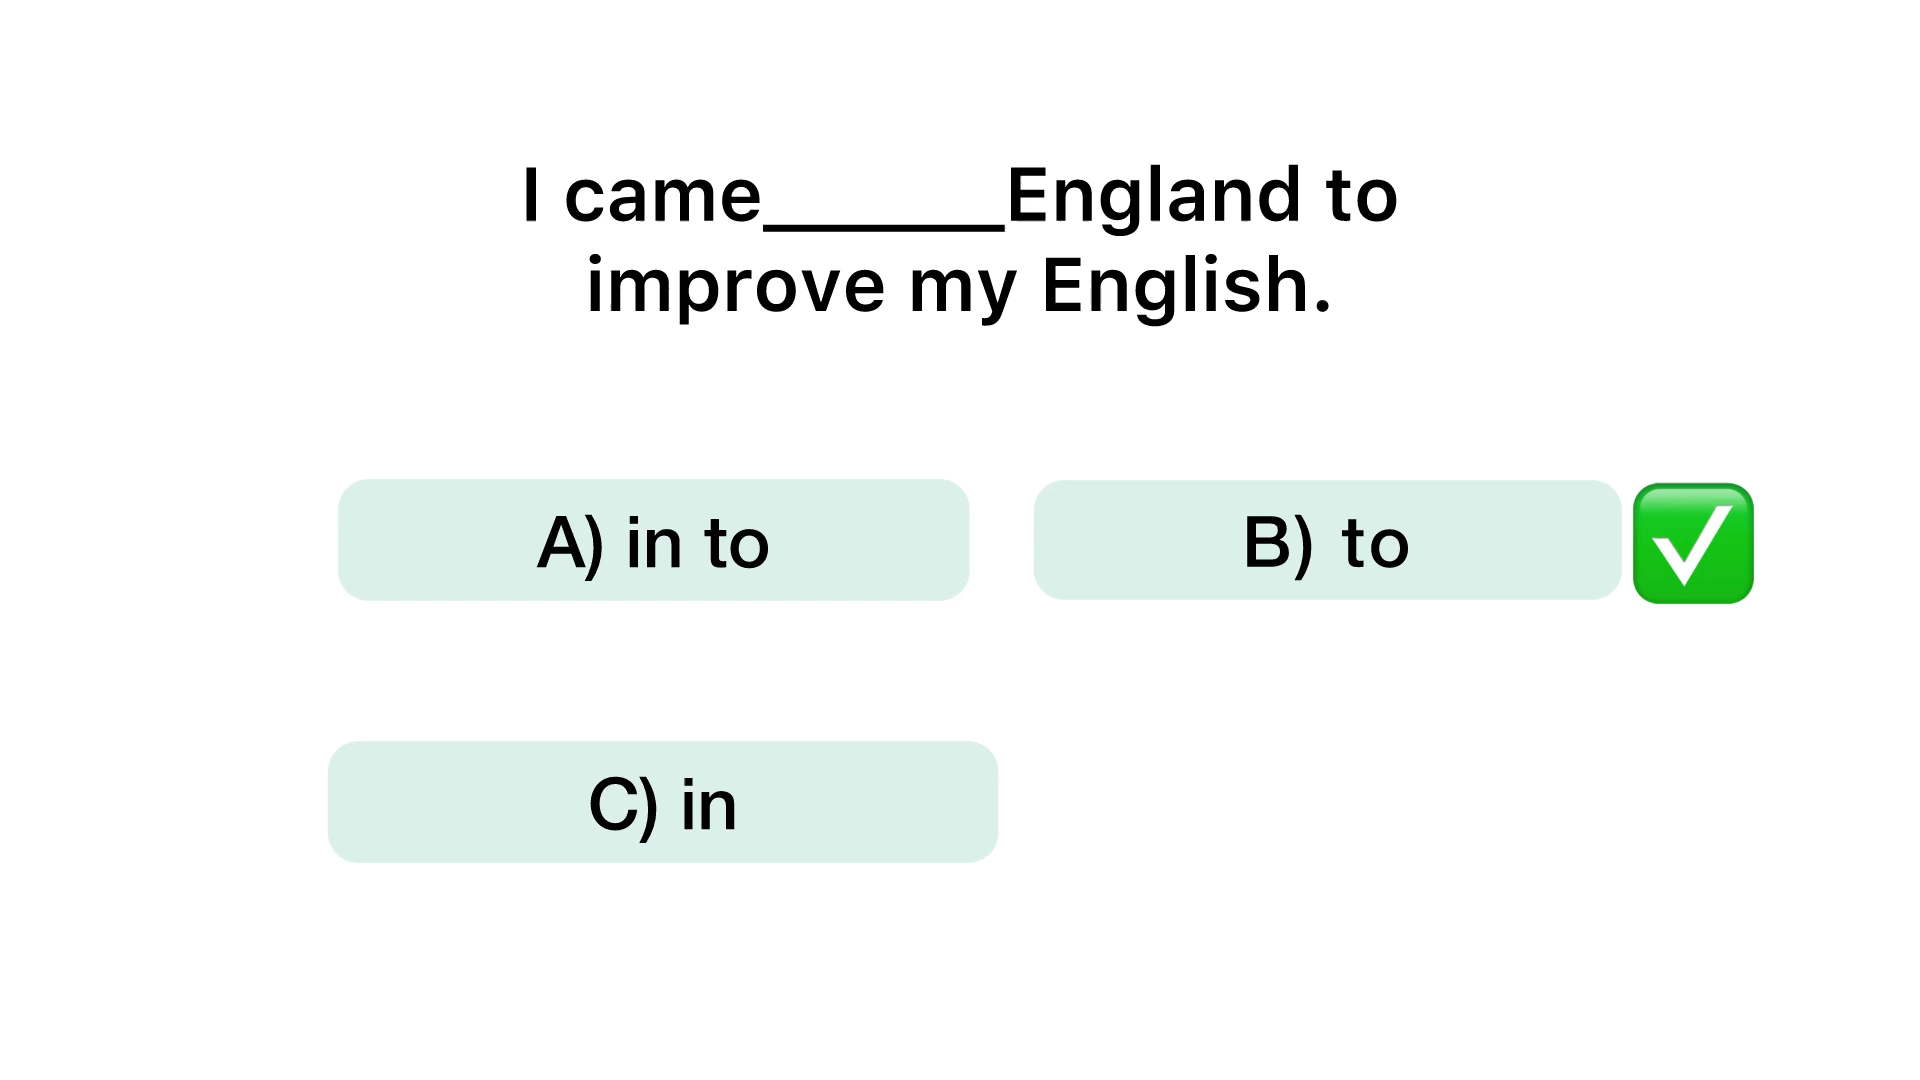 I came______England to
improve my English.
A) in to
B) to
C) in